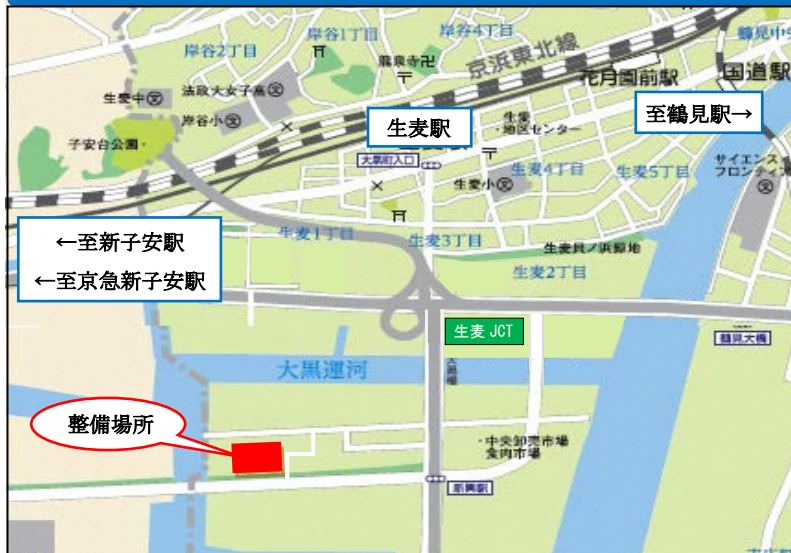 岸谷2丁目
岸谷1丁目
岸谷4丁目
龍泉寺卍
京浜東北線
鶴見中央
花月園前駅
国道駅
生麦中
法政大女子高
岸谷小
子安台公園
生麦駅
至鶴見駅→
生麦
・地区センター
大黒町入口
生麦小
生麦4丁目
生麦5丁目
サイエンス
フロンティア
←至新子安駅
←至京急新子安駅
生麦1丁目
生麦3丁目
生麦貝ノ浜緑地
生麦2丁目
生麦 JCT
鶴見大橋
大黒運河
整備場所
・中央卸売市場
食肉市場